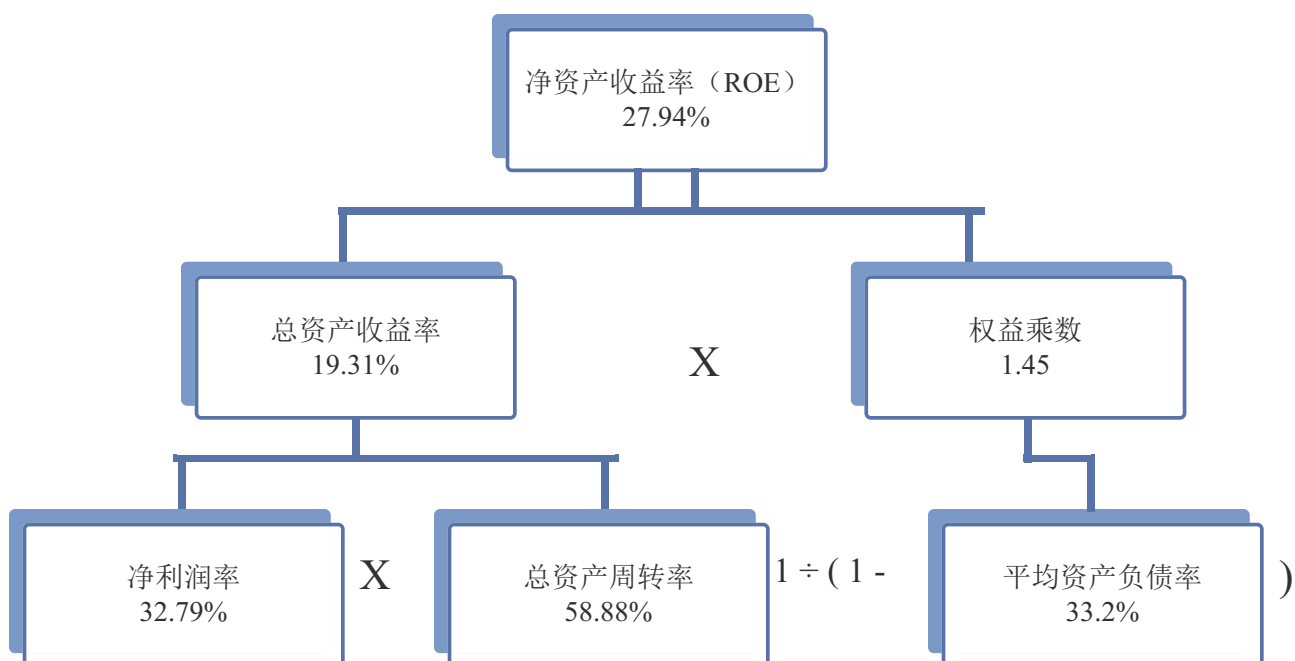 净资产收益率（ROE）
27.94%
总资产收益率
19.31%
X
权益乘数
1.45
净利润率
32.79%
X
总资产周转率
58.88%
1 ÷ ( 1 -
平均资产负债率
33.2%
)